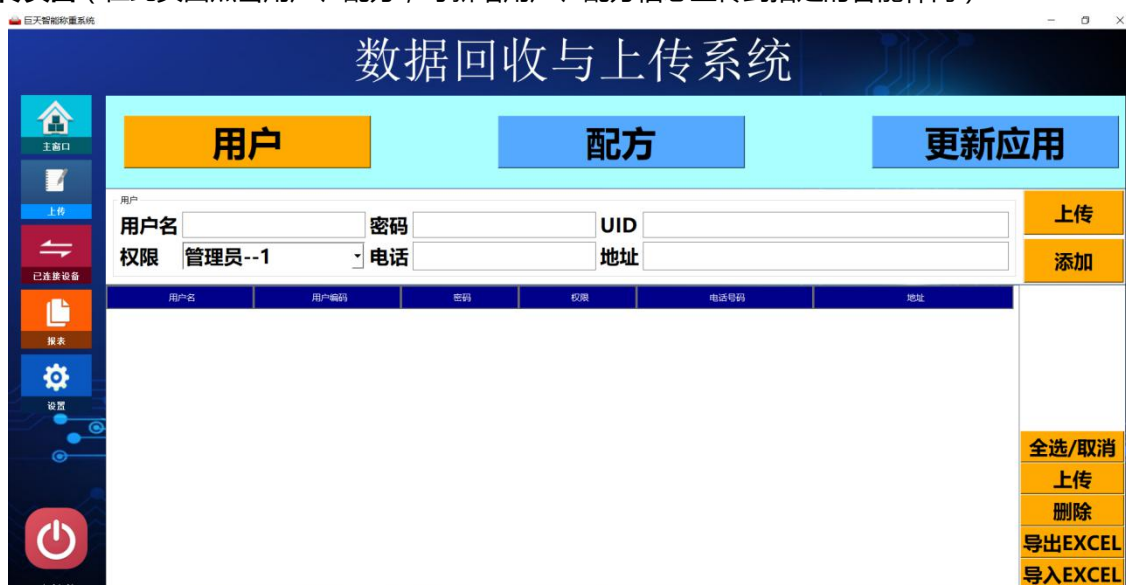 巨天智能称重系统
数据回收与上传系统
主窗口
上传
已连接设备
报表
设置
用户
配方
更新应用
用户
用户名
密码
UID
权限
管理员--1
电话
地址
上传
添加
用户名
用户编码
密码
权限
电话号码
地址
全选/取消
上传
删除
导出EXCEL
导入EXCEL